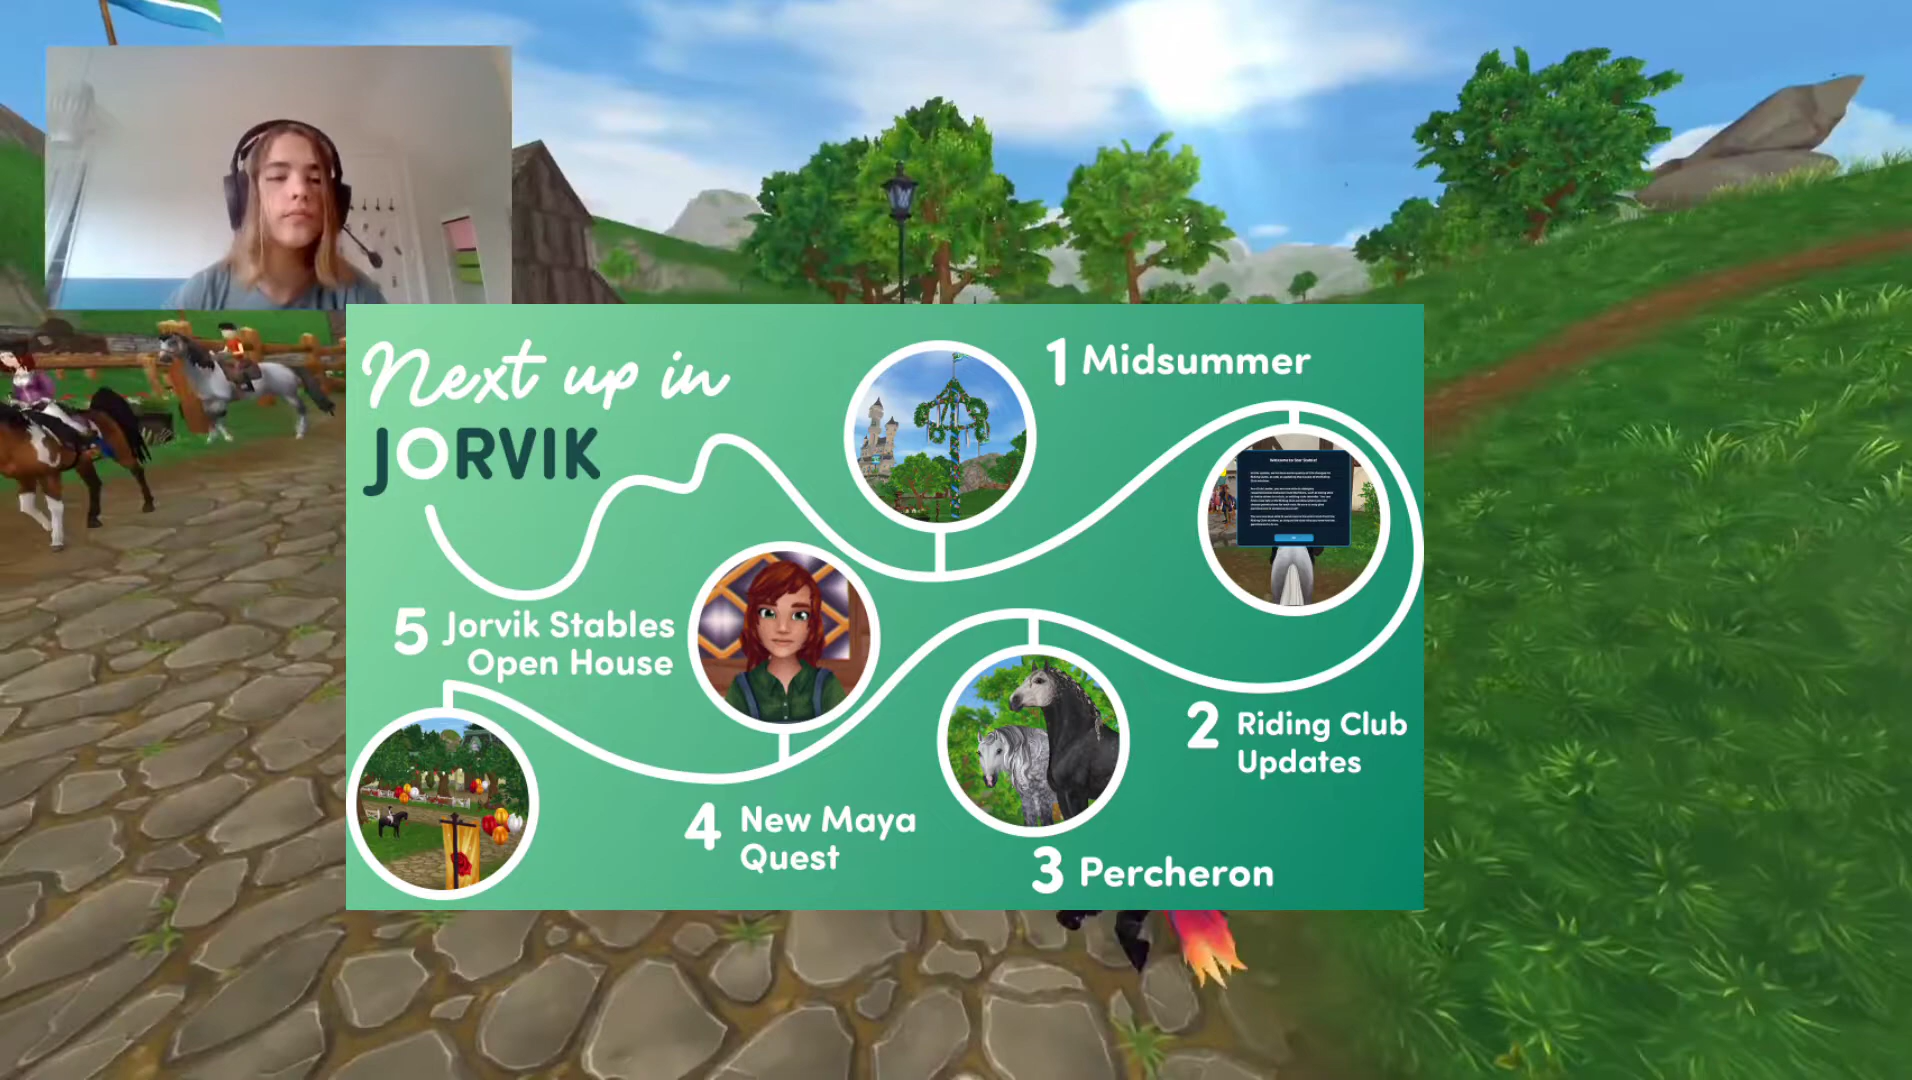 Next up in
JORVIK
1 Midsummer
2 Riding Club
Updates
3 Percheron
4 New Maya
Quest
5 Jorvik Stables
Open House